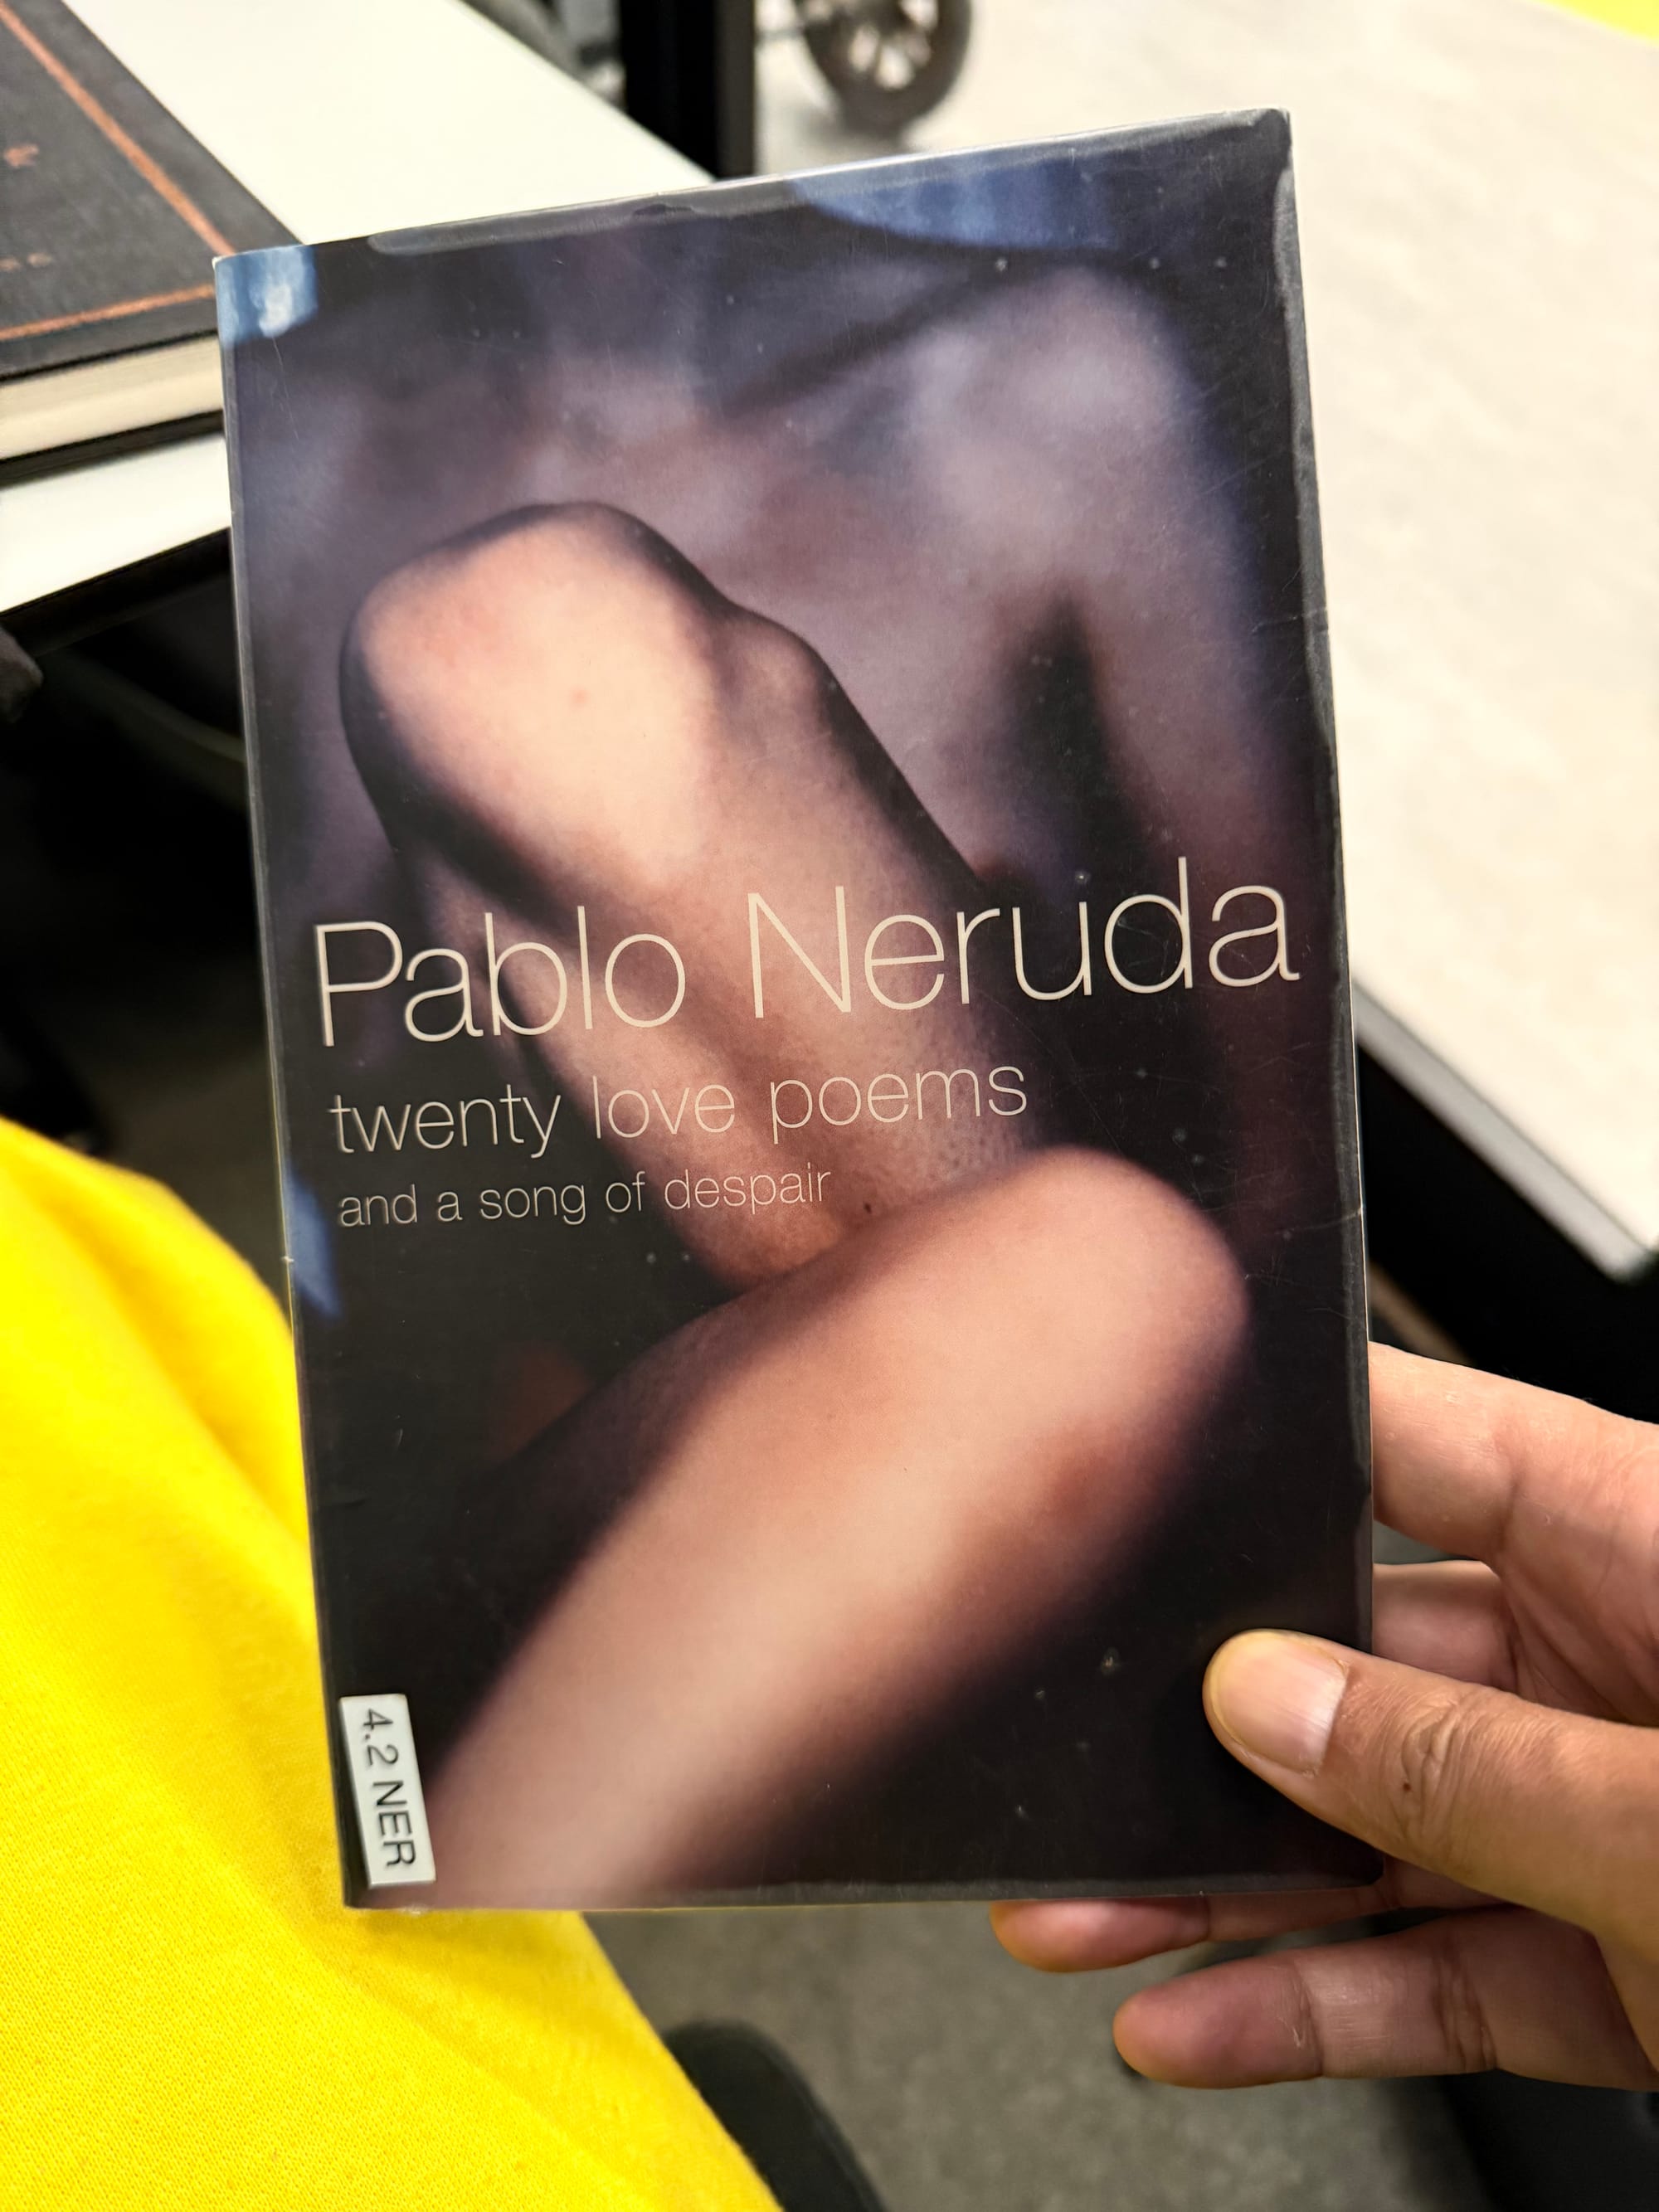 Pablo Neruda
twenty love poems
and a song of despair
4.2 NER